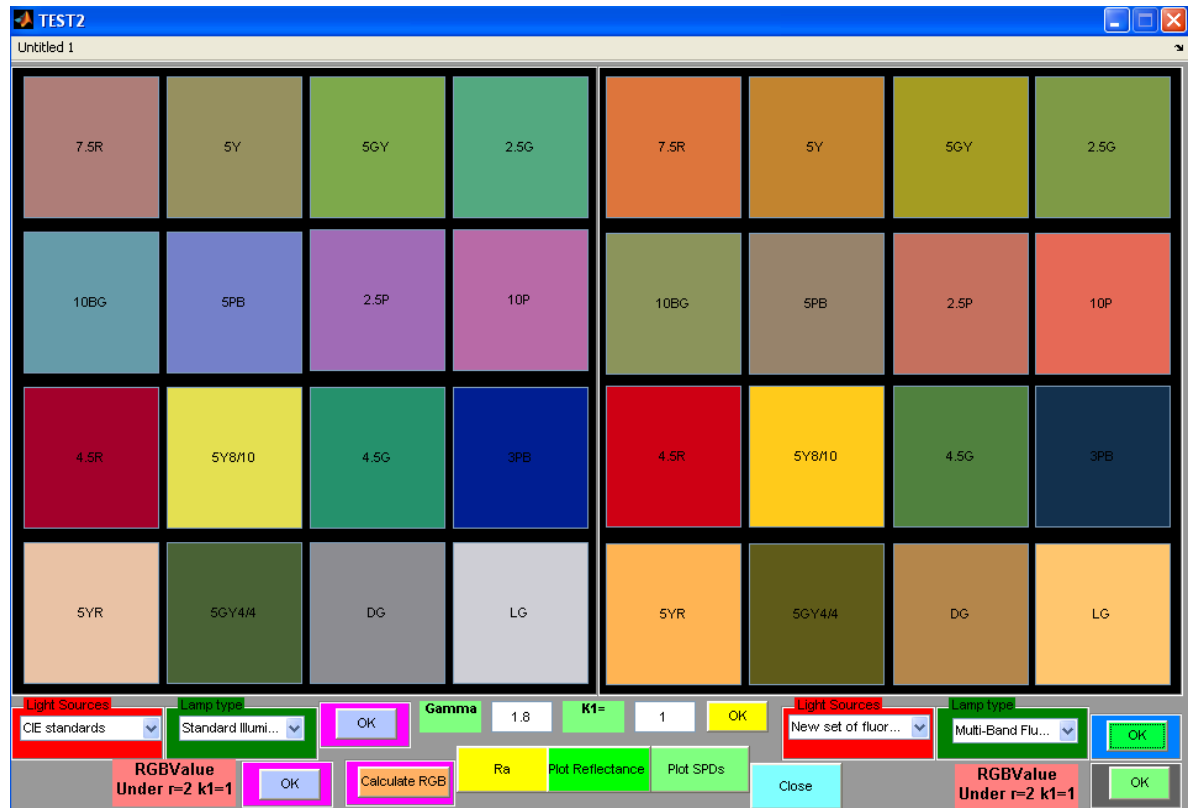 TEST2
Untitled 1
7.5R 5Y 5GY 2.5G
10BG 5PB 2.5P 10P
4.5R 5Y8/10 4.5G 3PB
5YR 5GY4/4 DG LG
7.5R 5Y 5GY 2.5G
10BG 5PB 2.5P 10P
4.5R 5Y8/10 4.5G 3PB
5YR 5GY4/4 DG LG
Light Sources
CIE standards
Lamp type
Standard Illumi...
OK
Gamma
1.8
K1=
1
OK
Light Sources
New set of fluor...
Lamp type
Multi-Band Flu...
OK
RGBValue
Under r=2 k1=1
OK
Calculate RGB
Ra
Plot Reflectance
Plot SPDs
Close
RGBValue
Under r=2 k1=1
OK